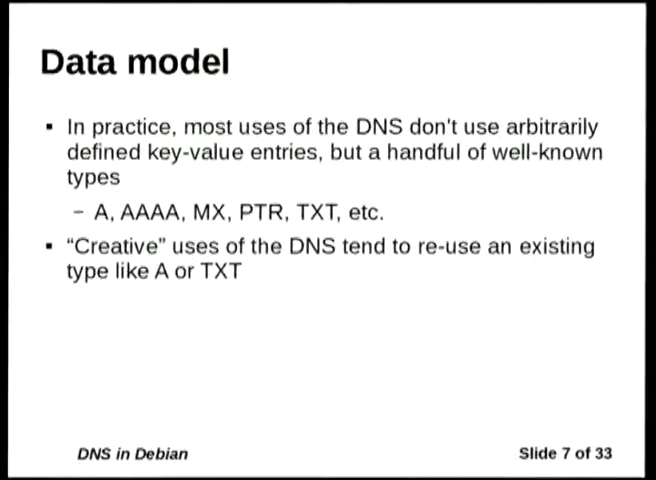 Data model
▪ In practice, most uses of the DNS don't use arbitrarily
defined key-value entries, but a handful of well-known
types
– A, AAAA, MX, PTR, TXT, etc.
▪ “Creative” uses of the DNS tend to re-use an existing
type like A or TXT
DNS in Debian
Slide 7 of 33